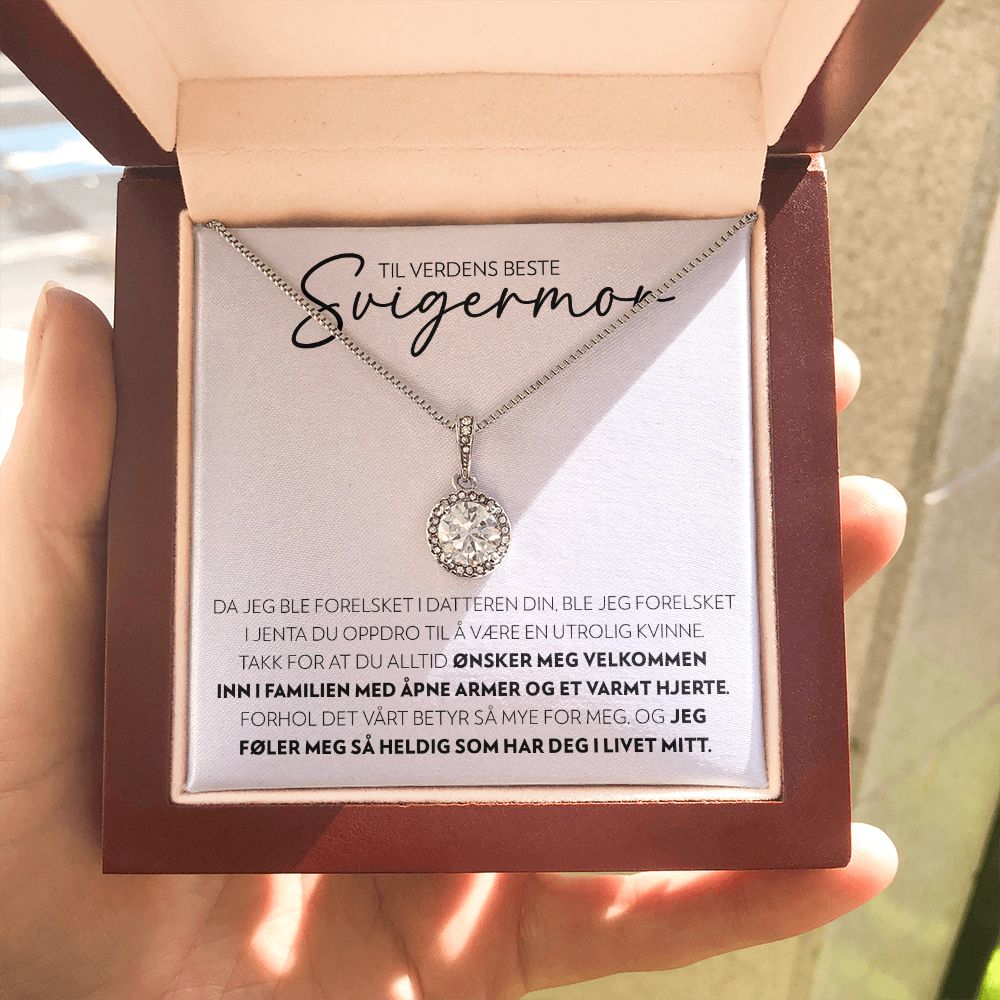 TIL VERDENS BESTE
Svigermor
DA JEG BLE FORELSKET I DATTEREN DIN, BLE JEG FORELSKET
I JENTA DU OPPDRO TIL Å VÆRE EN UTROLIG KVINNE.
TAKK FOR AT DU ALLTID ØNSKER MEG VELKOMMEN
INN I FAMILIEN MED ÅPNE ARMER OG ET VARMT HJERTE.
FORHOL DET VÅRT BETYR SÅ MYE FOR MEG, OG JEG
FØLER MEG SÅ HELDIG SOM HAR DEG I LIVET MITT.